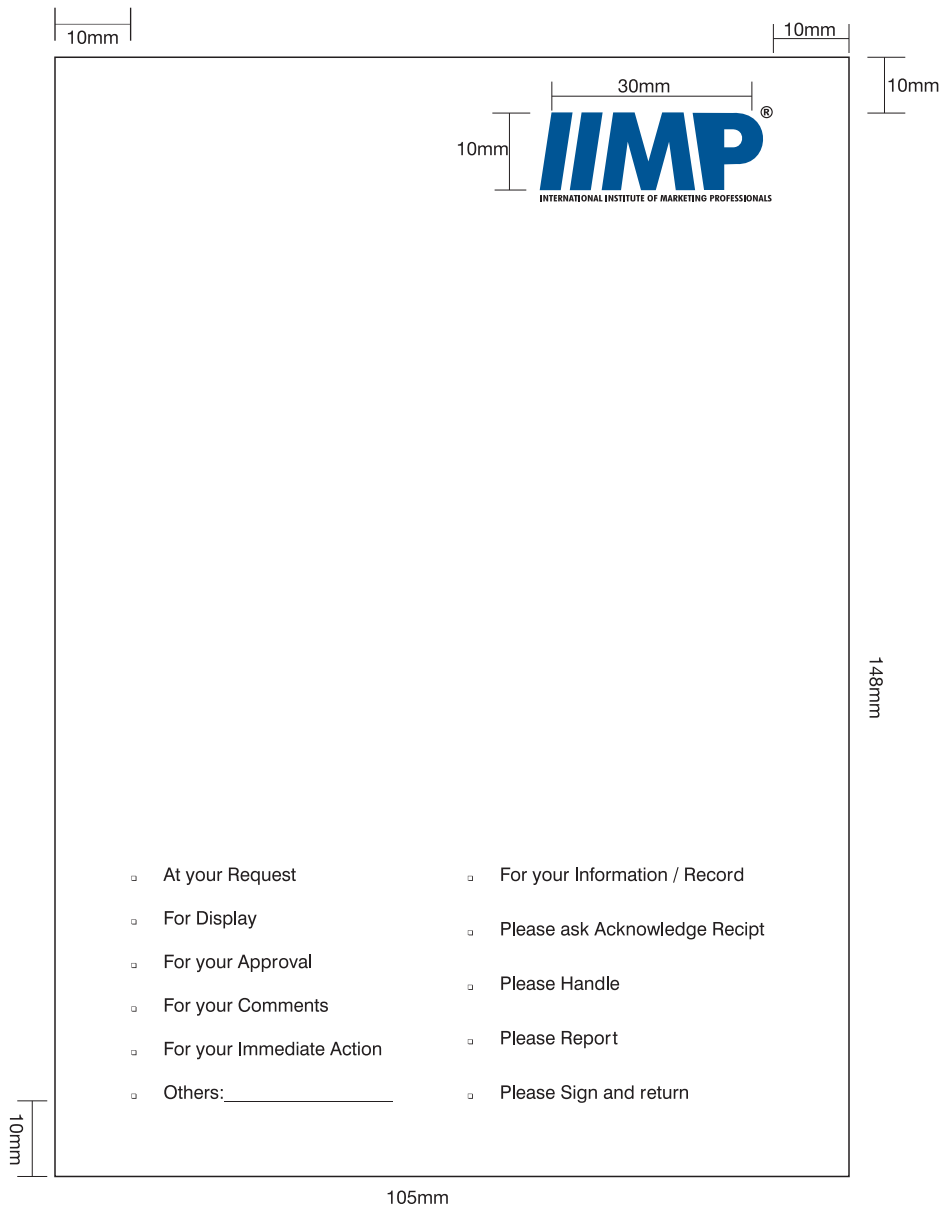 10mm
10mm
10mm
30mm
10mm
IIMP®
INTERNATIONAL INSTITUTE OF MARKETING PROFESSIONALS
148mm
At your Request
For Display
For your Approval
For your Comments
For your Immediate Action
Others:
For your Information / Record
Please ask Acknowledge Recipt
Please Handle
Please Report
Please Sign and return
10mm
105mm